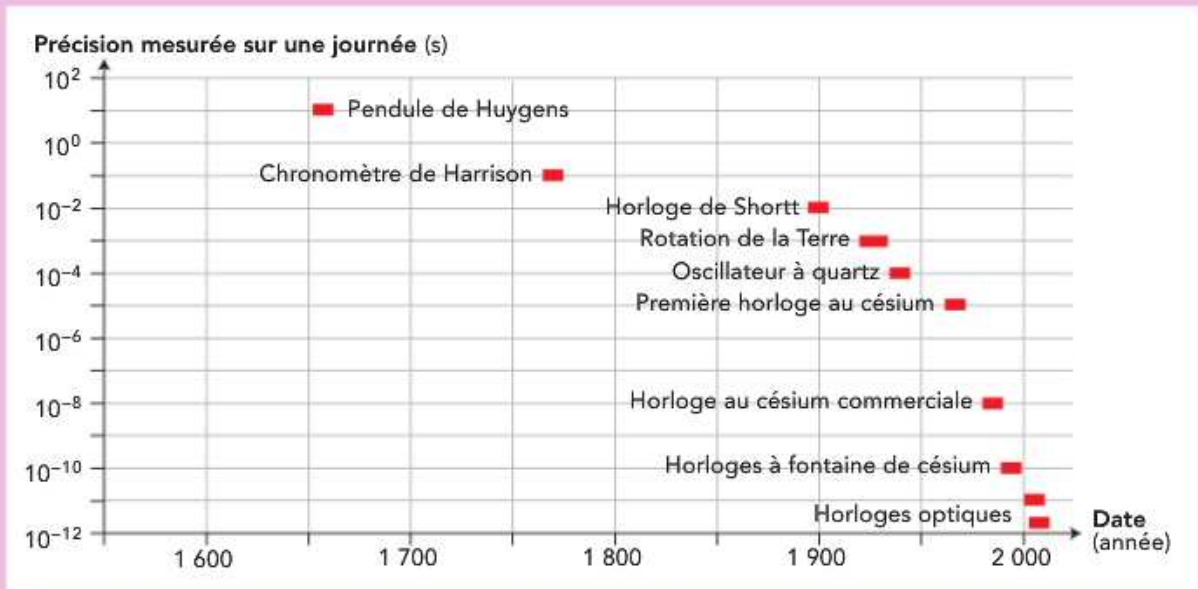 Précision mesurée sur une journée (s)
10²
Pendule de Huygens
10⁰
Chronomètre de Harrison
10⁻²
Horloge de Shortt
Rotation de la Terre
10⁻⁴
Oscillateur à quartz
Première horloge au césium
10⁻⁶
10⁻⁸
Horloge au césium commerciale
10⁻¹⁰
Horloges à fontaine de césium
Horloges optiques
10⁻¹²
Date
(année)
1 600 1 700 1 800 1 900 2 000